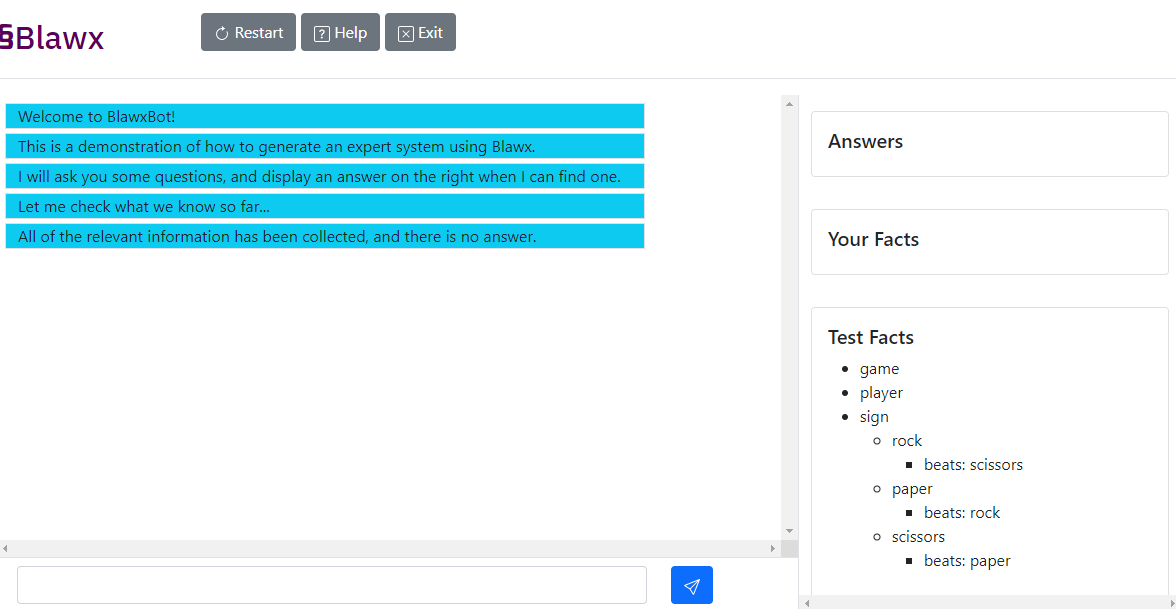 §Blawx
Restart
Help
Exit
Welcome to BlawxBot!
This is a demonstration of how to generate an expert system using Blawx.
I will ask you some questions, and display an answer on the right when I can find one.
Let me check what we know so far...
All of the relevant information has been collected, and there is no answer.
Answers
Your Facts
Test Facts
game
player
sign
rock
beats: scissors
paper
beats: rock
scissors
beats: paper